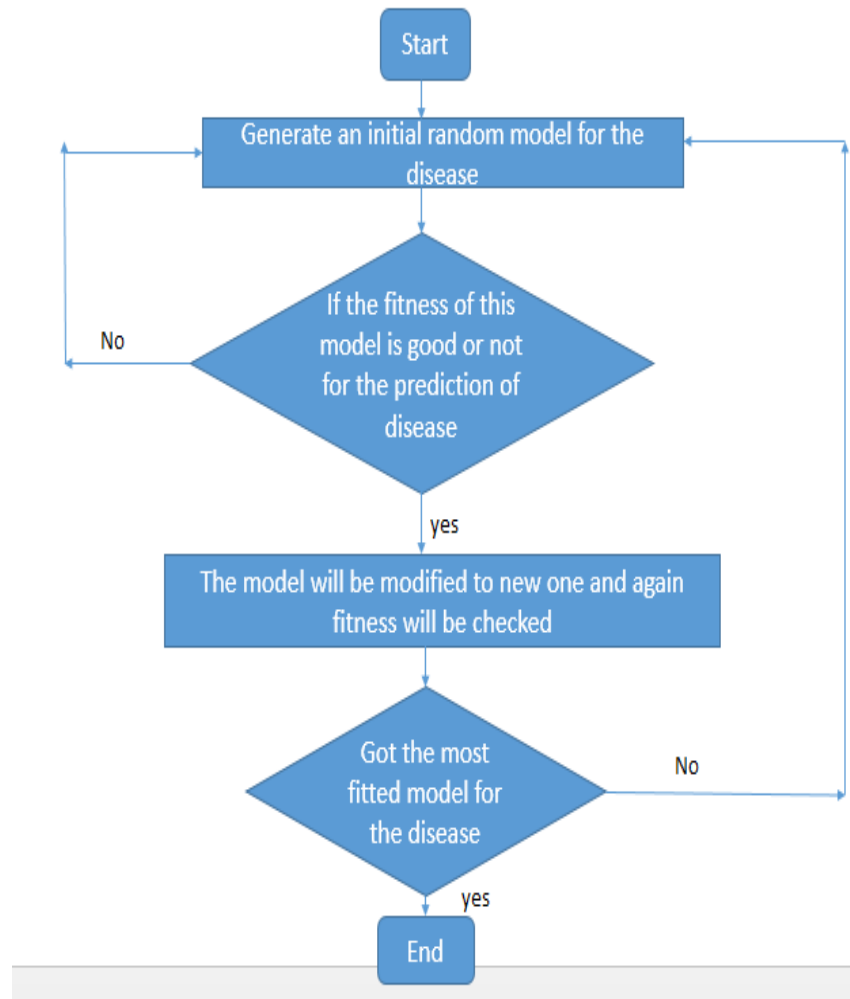 Start
Generate an initial random model for the
disease
If the fitness of this
model is good or not
for the prediction of
disease
No
yes
The model will be modified to new one and again
fitness will be checked
Got the most
fitted model for
the disease
No
yes
End